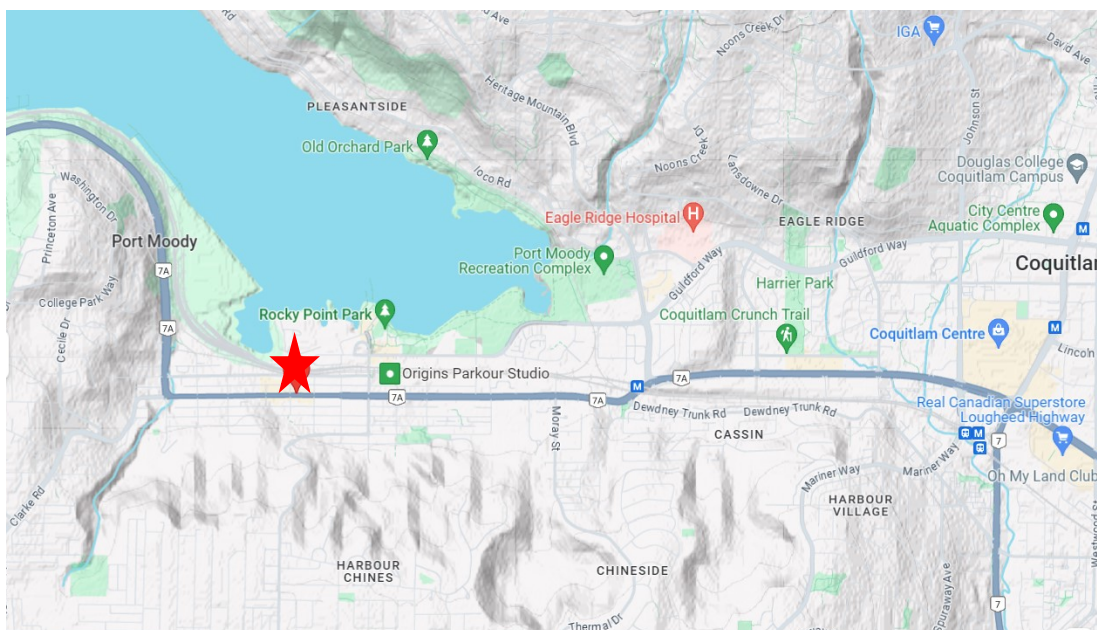 Rd
IGA
Noons Creek Dr
David Ave
Johnson St
PLEASANTSIDE
Heritage Mountain Blvd
Old Orchard Park
Ioco Rd
Noons Creek Dr
Lansdowne Dr
Douglas College
Coquitlam Campus
Washington Dr
Princeton Ave
Eagle Ridge Hospital
H
EAGLE RIDGE
City Centre
Aquatic Complex
M
Port Moody
Port Moody
Recreation Complex
Guildford Way
Guildford Way
Coquitlar
7A
Harrier Park
College Park Way
Rocky Point Park
Coquitlam Crunch Trail
7A
Cecile Dr
Coquitlam Centre
M
Lincoln
Origins Parkour Studio
7A
M
7A
7A
Dewdney Trunk Rd
Dewdney Trunk Rd
Real Canadian Superstore
Lougheed Highway
Moray St
CASSIN
M
7
Mariner Way
Mariner Way
Oh My Land Club
Clarke Rd
HARBOUR
VILLAGE
Westwood St
HARBOUR
CHINES
CHINESIDE
Spuraway Ave
7
Thermal Dr